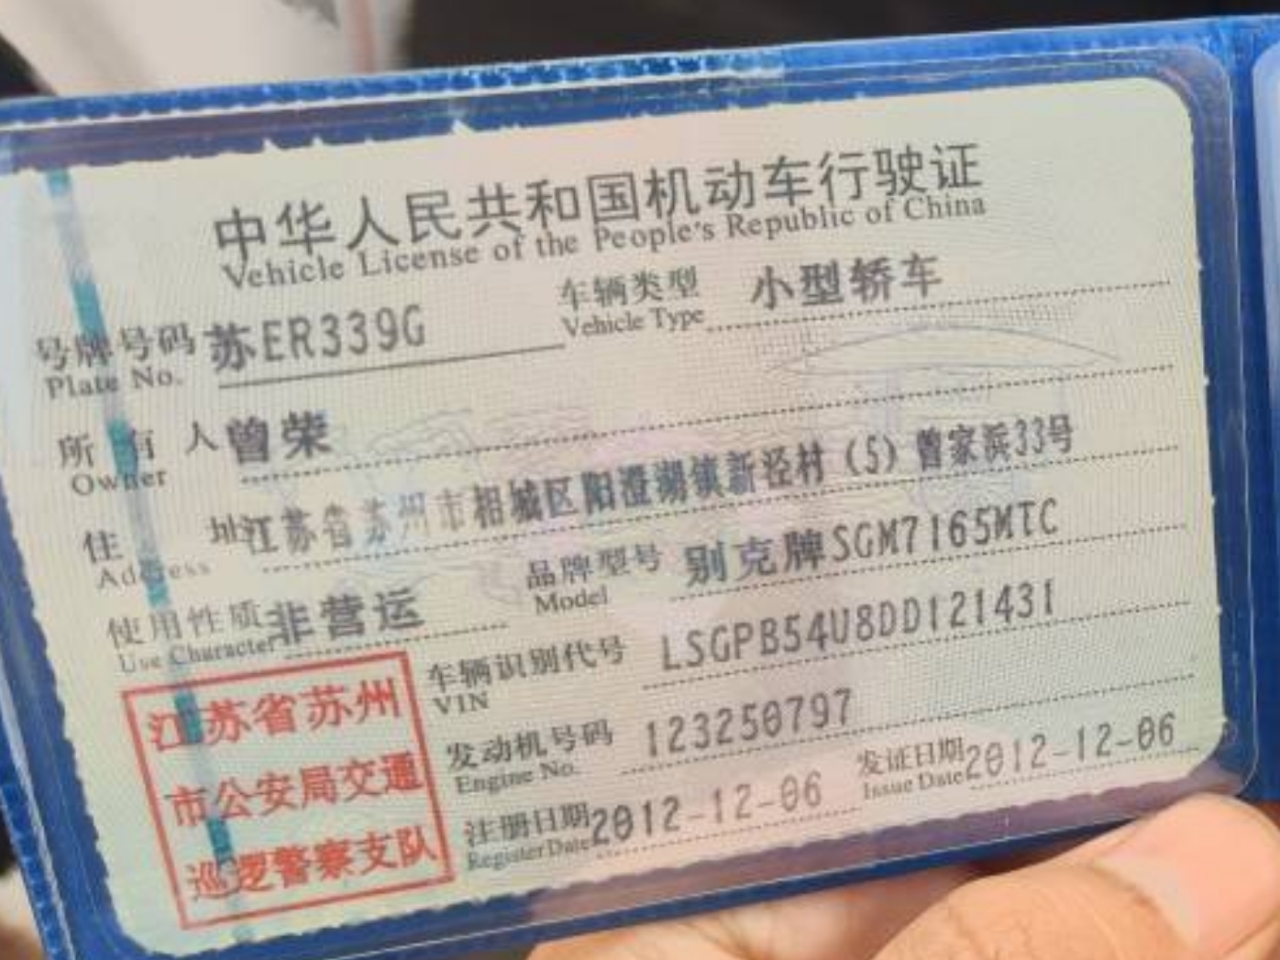 中华人民共和国机动车行驶证
Vehicle License of the People's Republic of China
号牌号码 苏ER339G 车辆类型 小型轿车
Plate No. Vehicle Type
所有人 曾荣
Owner
住址 江苏省苏州市相城区阳澄湖镇新泾村(5)曾家浜33号
Address
使用性质 非营运 品牌型号 别克牌SGM7165MTC
Use Character Model
车辆识别代号 LSGPB54U8DD121431
VIN
发动机号码 123250797
Engine No.
注册日期 2012-12-06 发证日期 2012-12-06
Register Date Issue Date
江苏省苏州
市公安局交通
巡逻警察支队